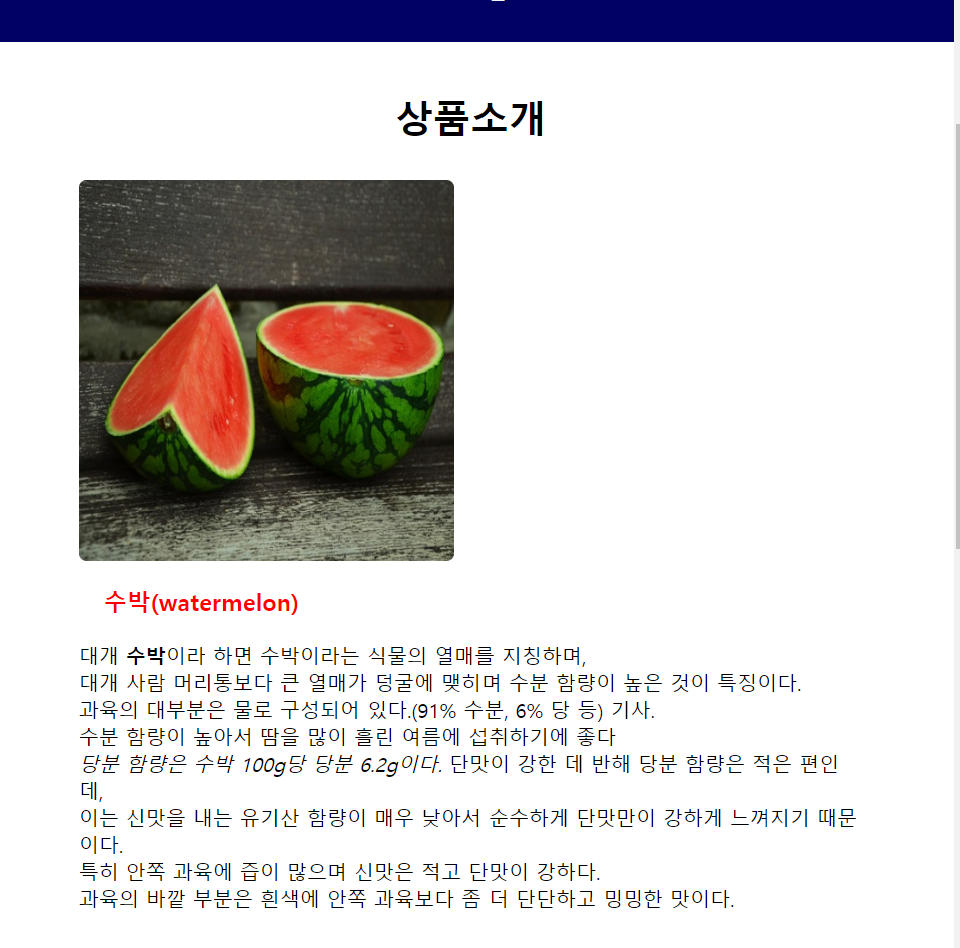 상품소개
수박(watermelon)
대개 수박이라 하면 수박이라는 식물의 열매를 지칭하며,
대개 사람 머리통보다 큰 열매가 덩굴에 맺히며 수분 함량이 높은 것이 특징이다.
과육의 대부분은 물로 구성되어 있다.(91% 수분, 6% 당 등) 기사.
수분 함량이 높아서 땀을 많이 흘린 여름에 섭취하기에 좋다
당분 함량은 수박 100g당 당분 6.2g이다. 단맛이 강한 데 반해 당분 함량은 적은 편인
데,
이는 신맛을 내는 유기산 함량이 매우 낮아서 순수하게 단맛만이 강하게 느껴지기 때문
이다.
특히 안쪽 과육에 즙이 많으며 신맛은 적고 단맛이 강하다.
과육의 바깥 부분은 흰색에 안쪽 과육보다 좀 더 단단하고 밍밍한 맛이다.